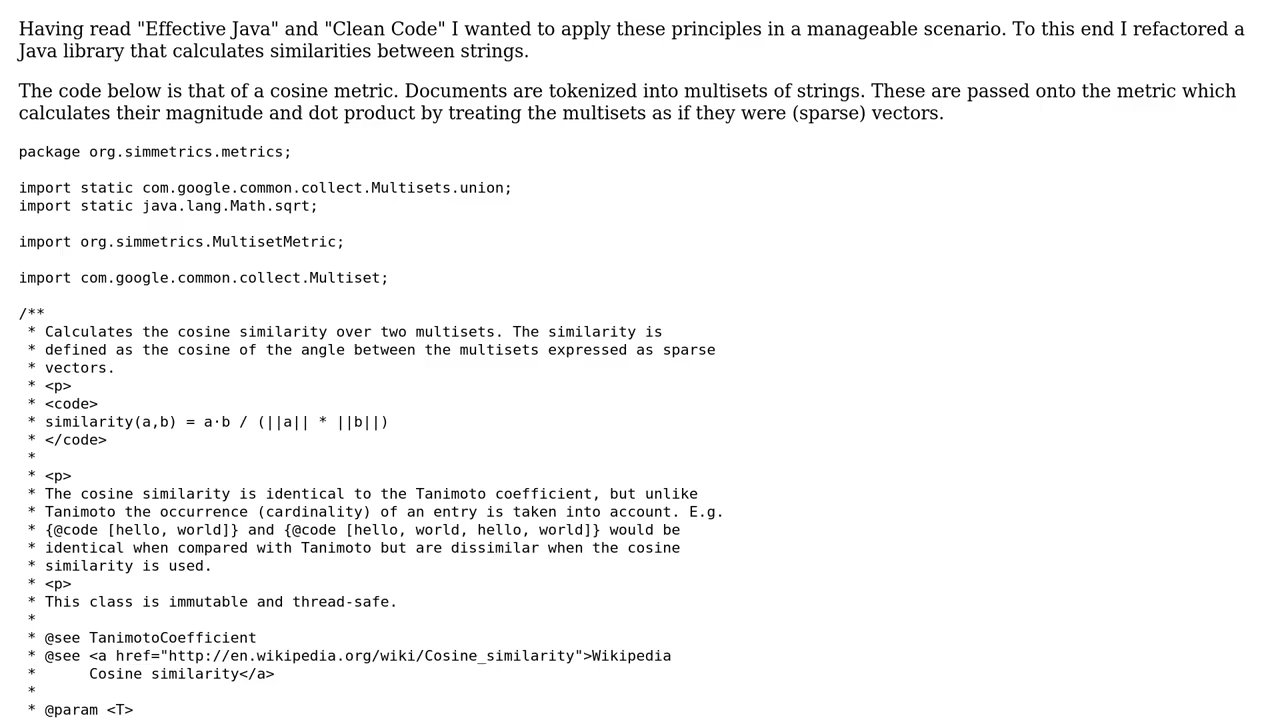 Having read "Effective Java" and "Clean Code" I wanted to apply these principles in a manageable scenario. To this end I refactored a
Java library that calculates similarities between strings.
The code below is that of a cosine metric. Documents are tokenized into multisets of strings. These are passed onto the metric which
calculates their magnitude and dot product by treating the multisets as if they were (sparse) vectors.
package org.simmetrics.metrics;
import static com.google.common.collect.Multisets.union;
import static java.lang.Math.sqrt;
import org.simmetrics.MultisetMetric;
import com.google.common.collect.Multiset;
/**
 * Calculates the cosine similarity over two multisets. The similarity is
 * defined as the cosine of the angle between the multisets expressed as sparse
 * vectors.
 * <p>
 * <code>
 * similarity(a,b) = a·b / (||a|| * ||b||)
 * </code>
 *
 * <p>
 * The cosine similarity is identical to the Tanimoto coefficient, but unlike
 * Tanimoto the occurrence (cardinality) of an entry is taken into account. E.g.
 * {@code [hello, world]} and {@code [hello, world, hello, world]} would be
 * identical when compared with Tanimoto but are dissimilar when the cosine
 * similarity is used.
 * <p>
 * This class is immutable and thread-safe.
 *
 * @see TanimotoCoefficient
 * @see <a href="http://en.wikipedia.org/wiki/Cosine_similarity">Wikipedia
 *      Cosine similarity</a>
 *
 * @param <T>